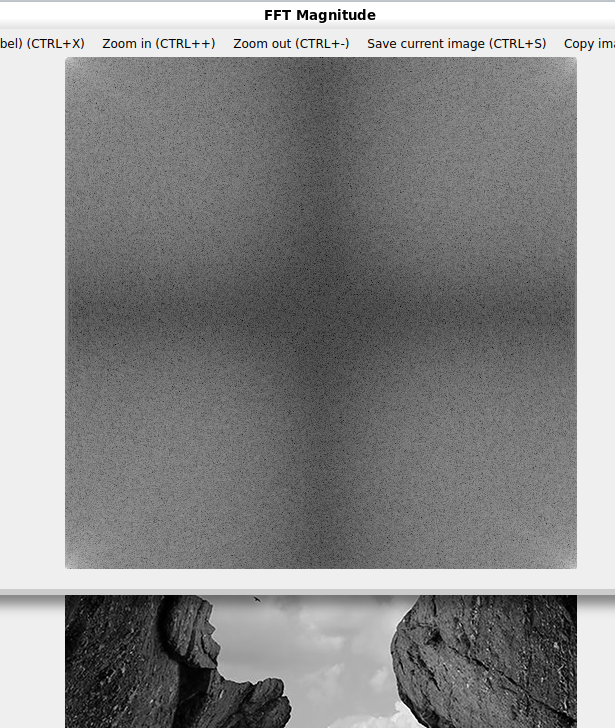 FFT Magnitude
bel) (CTRL+X) Zoom in (CTRL++) Zoom out (CTRL+-) Save current image (CTRL+S) Copy ima